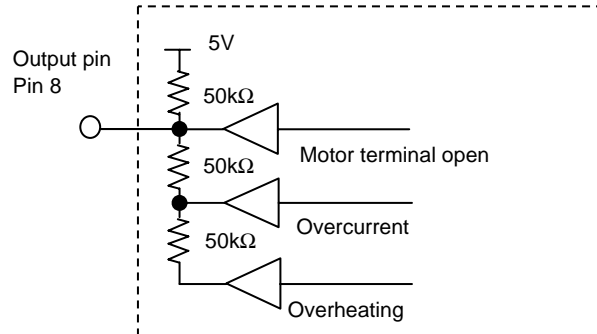 5V
Output pin
Pin 8
50kΩ
50kΩ
Motor terminal open
50kΩ
Overcurrent
Overheating